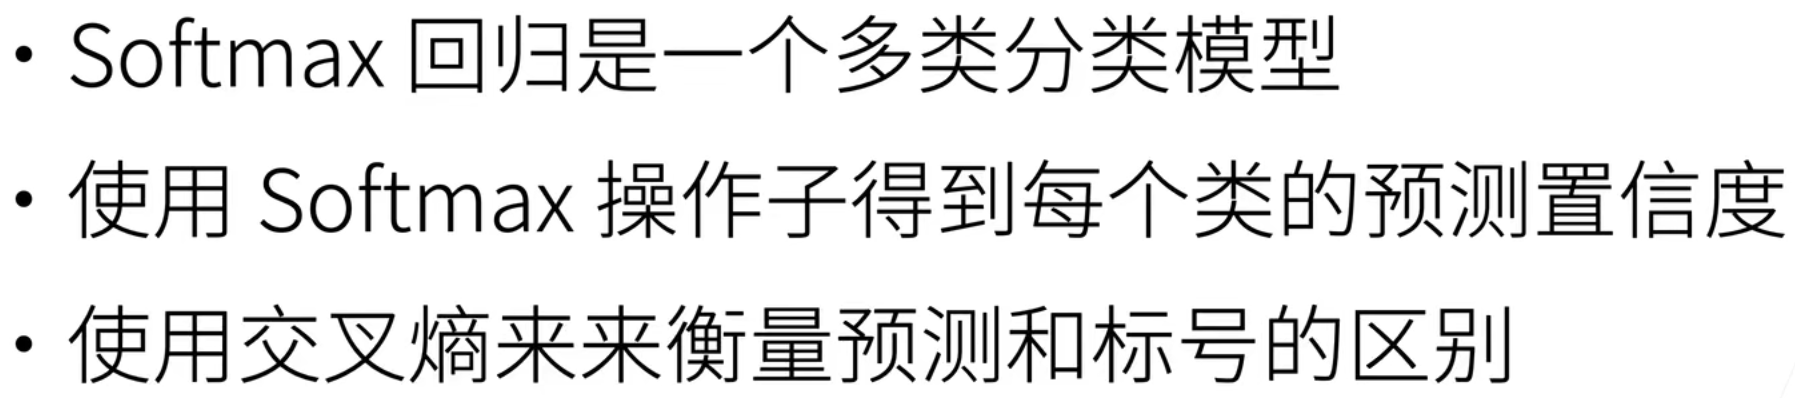 • Softmax 回归是一个多类分类模型
• 使用 Softmax 操作子得到每个类的预测置信度
• 使用交叉熵来来衡量预测和标号的区别